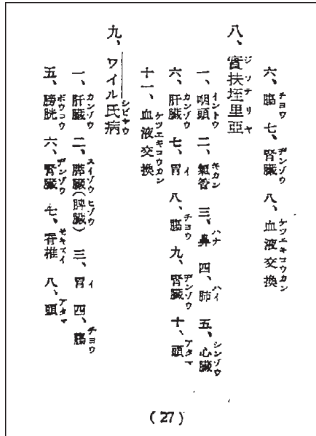 六、腸 七、腎臓 八、血液交換
八、實扶垤里亞
一、咽頭 二、氣管 三、鼻 四、肺 五、心臓
六、肝臓 七、胃 八、腸 九、腎臓 十、頭
十一、血液交換
九、ワイル氏病
一、肝臓 二、膵臓(脾臓) 三、胃 四、腸
五、膀胱 六、腎臓 七、脊椎 八、頭
(27)